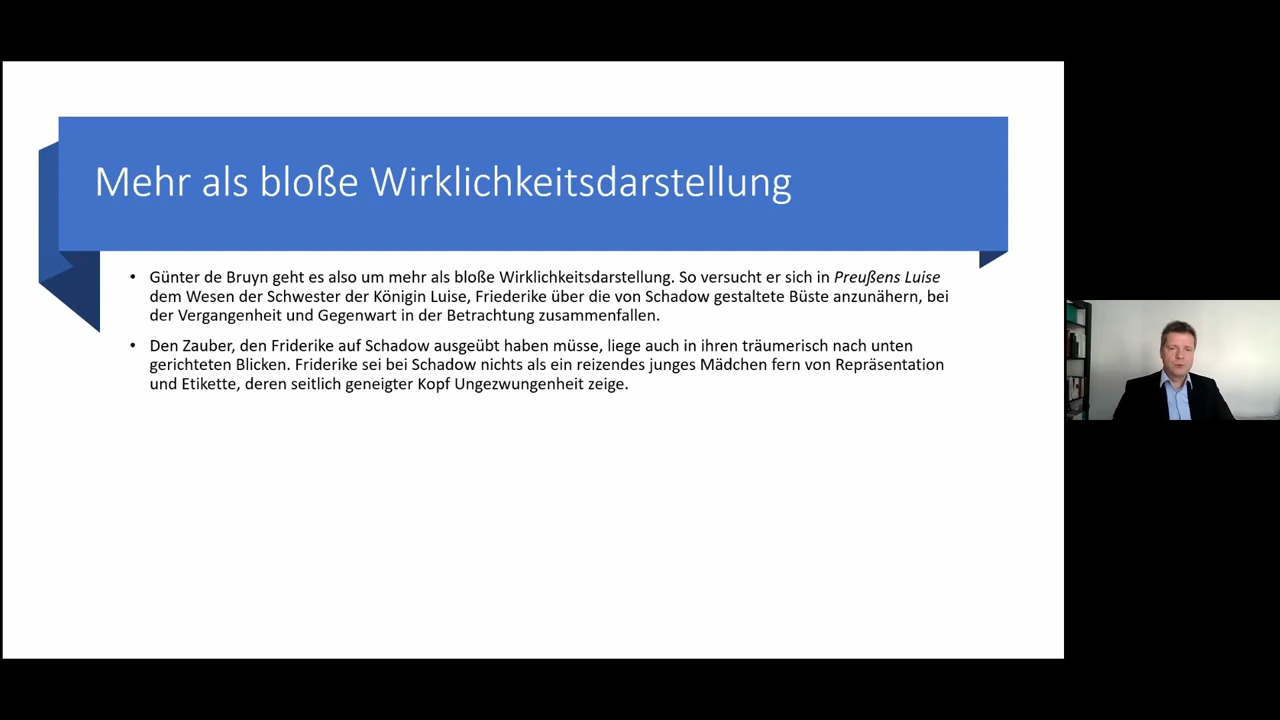 Mehr als bloße Wirklichkeitsdarstellung
• Günter de Bruyn geht es also um mehr als bloße Wirklichkeitsdarstellung. So versucht er sich in Preußens Luise
dem Wesen der Schwester der Königin Luise, Friederike über die von Schadow gestaltete Büste anzunähern, bei
der Vergangenheit und Gegenwart in der Betrachtung zusammenfallen.
• Den Zauber, den Friderike auf Schadow ausgeübt haben müsse, liege auch in ihren träumerisch nach unten
gerichteten Blicken. Friderike sei bei Schadow nichts als ein reizendes junges Mädchen fern von Repräsentation
und Etikette, deren seitlich geneigter Kopf Ungezwungenheit zeige.